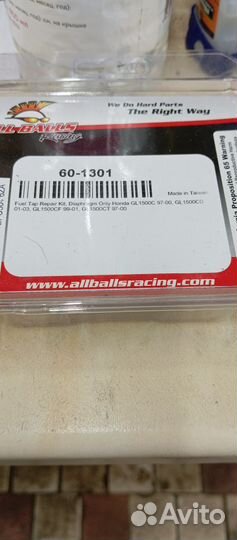 We Do Hard Parts
The Right Way
ALL BALLS
Racing
60-1301
Made in Taiwan
Fuel Tap Repair Kit, Diaphragm Only Honda GL1500C 97-00, GL1500CD
01-03, GL1500CF 99-01, GL1500CT 97-00
Proposition 65 Warning
www.allballsracing.com
Avito